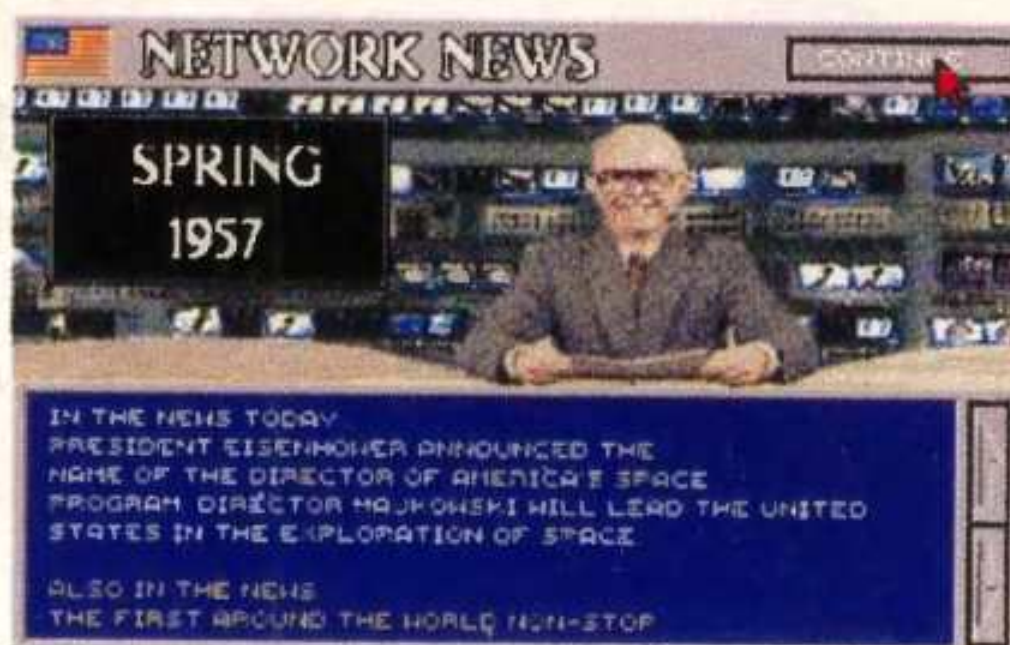 NETWORK NEWS
CONTINUE
SPRING
1957
IN THE NEWS TODAY
PRESIDENT EISENHOWER ANNOUNCED THE
NAME OF THE DIRECTOR OF AMERICA'S SPACE
PROGRAM. DIRECTOR MAJKOWSKI WILL LEAD THE UNITED
STATES IN THE EXPLORATION OF SPACE
ALSO IN THE NEWS
THE FIRST AROUND THE WORLD NON-STOP